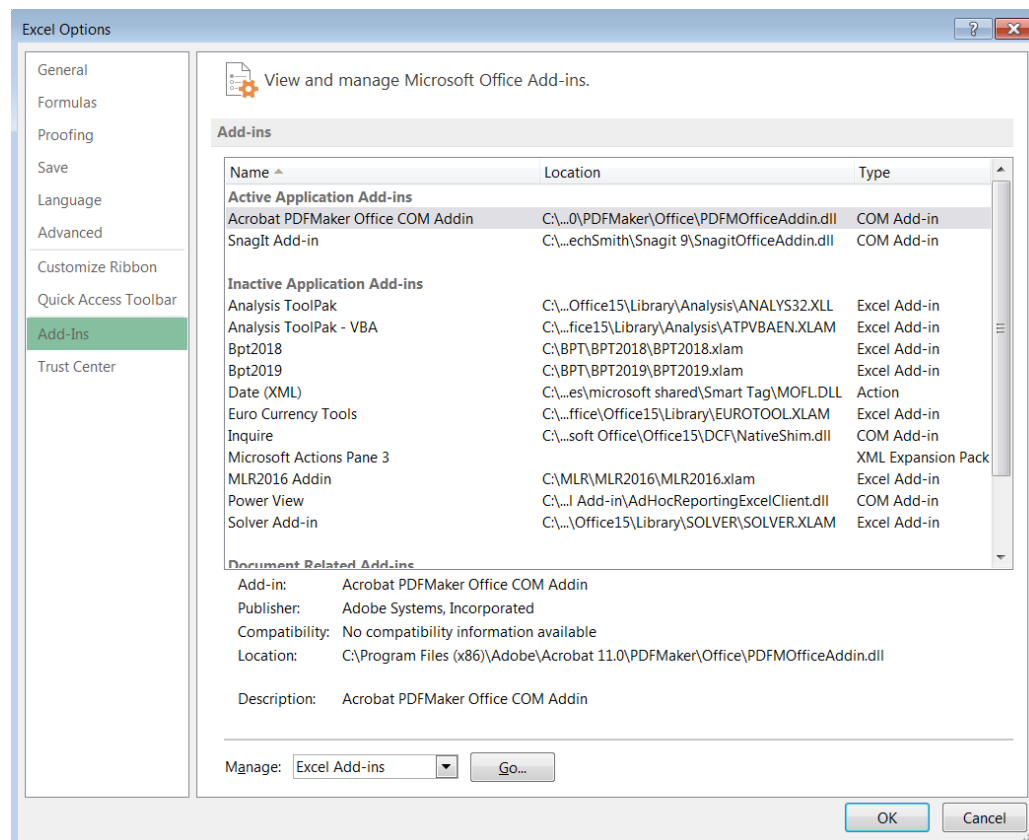 Excel Options
General
Formulas
Proofing
Save
Language
Advanced
Customize Ribbon
Quick Access Toolbar
Add-Ins
Trust Center
View and manage Microsoft Office Add-ins.
Add-ins
Name Location Type
Active Application Add-ins
Acrobat PDFMaker Office COM Addin C:\...0\PDFMaker\Office\PDFMOfficeAddin.dll COM Add-in
SnagIt Add-in C:\...echSmith\Snagit 9\SnagitOfficeAddin.dll COM Add-in
Inactive Application Add-ins
Analysis ToolPak C:\...Office15\Library\Analysis\ANALYS32.XLL Excel Add-in
Analysis ToolPak - VBA C:\...fice15\Library\Analysis\ATPVBAEN.XLAM Excel Add-in
Bpt2018 C:\BPT\BPT2018\BPT2018.xlam Excel Add-in
Bpt2019 C:\BPT\BPT2019\BPT2019.xlam Excel Add-in
Date (XML) C:\...es\microsoft shared\Smart Tag\MOFL.DLL Action
Euro Currency Tools C:\...ffice\Office15\Library\EUROTOOL.XLAM Excel Add-in
Inquire C:\...soft Office\Office15\DCF\NativeShim.dll COM Add-in
Microsoft Actions Pane 3 XML Expansion Pack
MLR2016 Addin C:\MLR\MLR2016\MLR2016.xlam Excel Add-in
Power View C:\...l Add-in\AdHocReportingExcelClient.dll COM Add-in
Solver Add-in C:\...\Office15\Library\SOLVER\SOLVER.XLAM Excel Add-in
Document Related Add-ins
Add-in: Acrobat PDFMaker Office COM Addin
Publisher: Adobe Systems, Incorporated
Compatibility: No compatibility information available
Location: C:\Program Files (x86)\Adobe\Acrobat 11.0\PDFMaker\Office\PDFMOfficeAddin.dll
Description: Acrobat PDFMaker Office COM Addin
Manage: Excel Add-ins Go...
OK Cancel